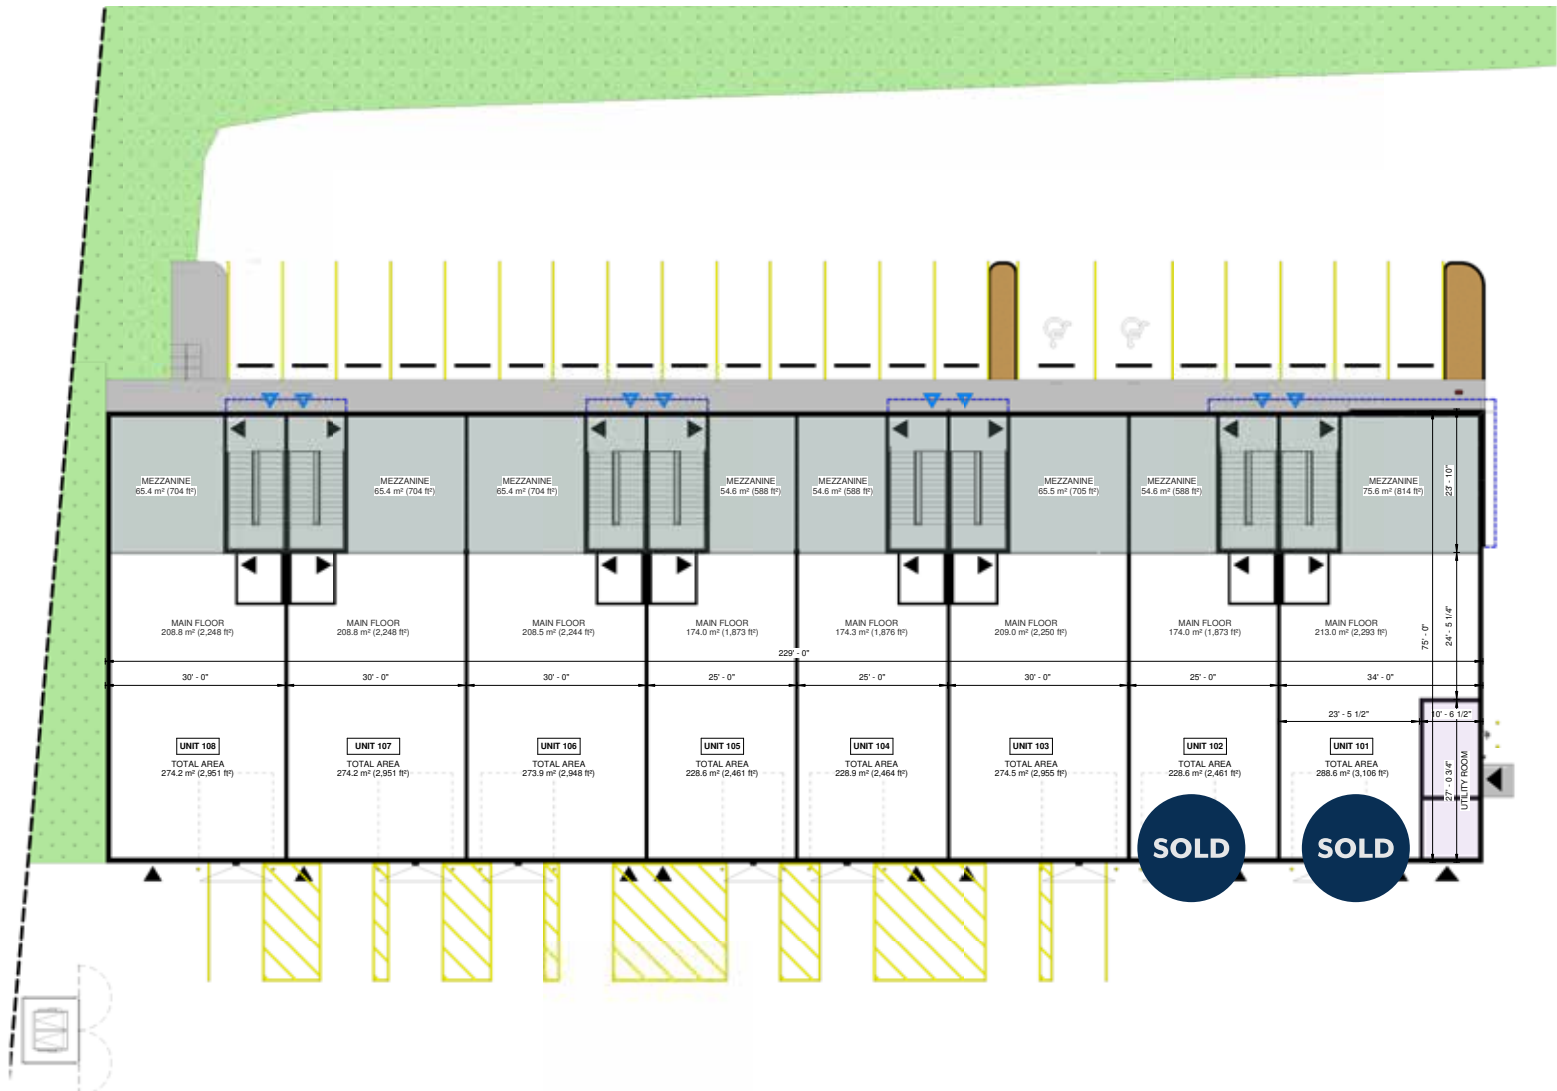 MEZZANINE
65.4 m² (704 ft²)
MEZZANINE
65.4 m² (704 ft²)
MEZZANINE
65.4 m² (704 ft²)
MEZZANINE
54.6 m² (588 ft²)
MEZZANINE
54.6 m² (588 ft²)
MEZZANINE
65.5 m² (705 ft²)
MEZZANINE
54.6 m² (588 ft²)
MEZZANINE
75.6 m² (814 ft²)
23' - 10"
MAIN FLOOR
208.8 m² (2,248 ft²)
MAIN FLOOR
208.8 m² (2,248 ft²)
MAIN FLOOR
208.5 m² (2,244 ft²)
MAIN FLOOR
174.0 m² (1,873 ft²)
MAIN FLOOR
174.3 m² (1,876 ft²)
MAIN FLOOR
209.0 m² (2,250 ft²)
MAIN FLOOR
174.0 m² (1,873 ft²)
MAIN FLOOR
213.0 m² (2,293 ft²)
75' - 0"
24' - 5 1/4"
229' - 0"
30' - 0"
30' - 0"
30' - 0"
25' - 0"
25' - 0"
30' - 0"
25' - 0"
34' - 0"
23' - 5 1/2"
10' - 6 1/2"
UNIT 108
TOTAL AREA
274.2 m² (2,951 ft²)
UNIT 107
TOTAL AREA
274.2 m² (2,951 ft²)
UNIT 106
TOTAL AREA
273.9 m² (2,948 ft²)
UNIT 105
TOTAL AREA
228.6 m² (2,461 ft²)
UNIT 104
TOTAL AREA
228.9 m² (2,464 ft²)
UNIT 103
TOTAL AREA
274.5 m² (2,955 ft²)
UNIT 102
TOTAL AREA
228.6 m² (2,461 ft²)
UNIT 101
TOTAL AREA
288.6 m² (3,106 ft²)
27' - 0 3/4"
UTILITY ROOM
SOLD
SOLD